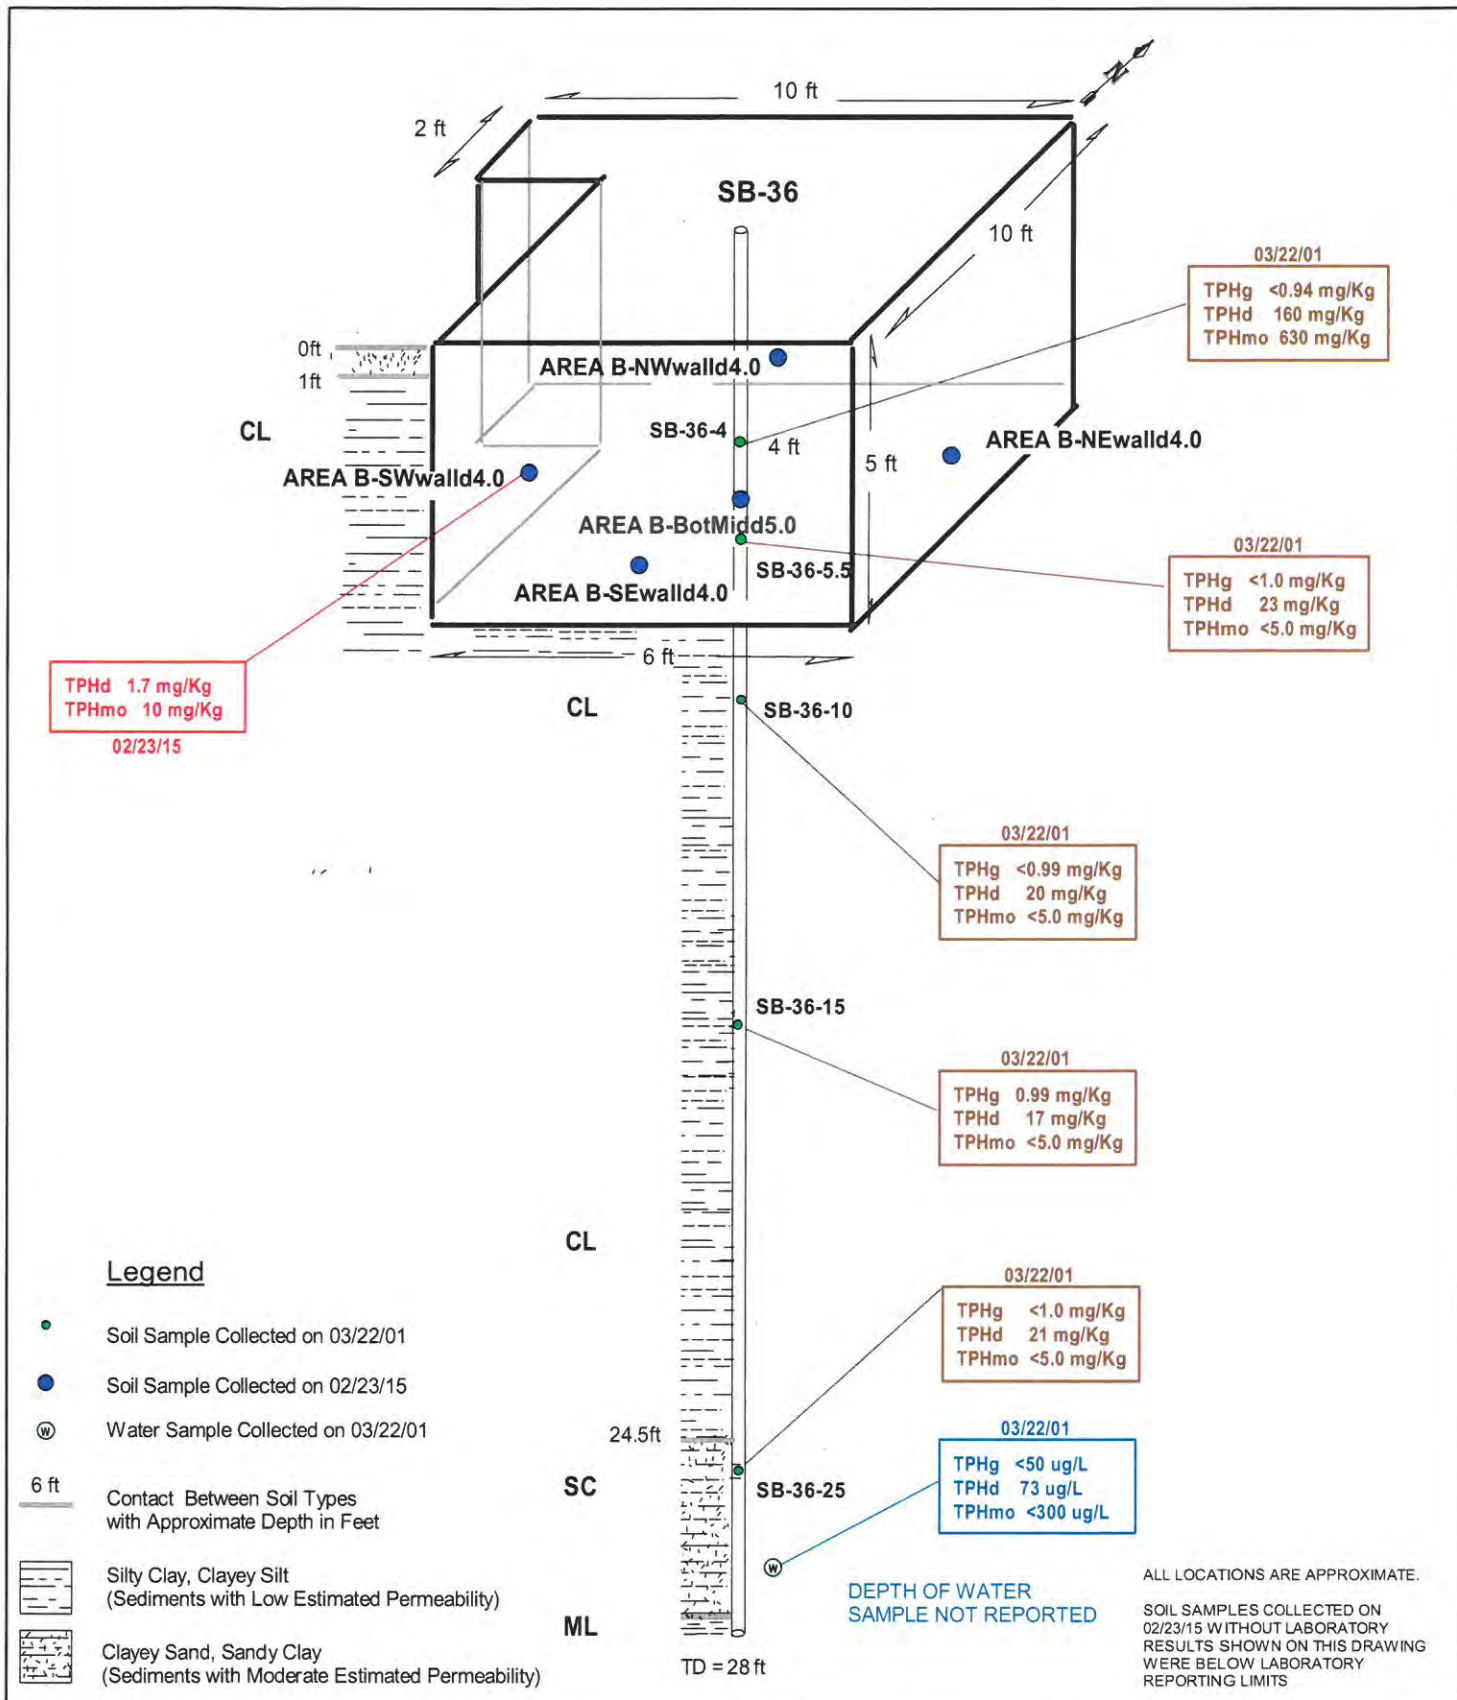 N
10 ft
2 ft
SB-36
10 ft
03/22/01
TPHg <0.94 mg/Kg
TPHd 160 mg/Kg
TPHmo 630 mg/Kg
0ft
1ft
AREA B-NWwalld4.0
CL
SB-36-4
4 ft
5 ft
AREA B-NEwalld4.0
AREA B-SWwalld4.0
AREA B-BotMidd5.0
SB-36-5.5
AREA B-SEwalld4.0
03/22/01
TPHg <1.0 mg/Kg
TPHd 23 mg/Kg
TPHmo <5.0 mg/Kg
6 ft
TPHd 1.7 mg/Kg
TPHmo 10 mg/Kg
02/23/15
CL
SB-36-10
03/22/01
TPHg <0.99 mg/Kg
TPHd 20 mg/Kg
TPHmo <5.0 mg/Kg
SB-36-15
03/22/01
TPHg 0.99 mg/Kg
TPHd 17 mg/Kg
TPHmo <5.0 mg/Kg
CL
03/22/01
TPHg <1.0 mg/Kg
TPHd 21 mg/Kg
TPHmo <5.0 mg/Kg
24.5ft
SC
SB-36-25
03/22/01
TPHg <50 ug/L
TPHd 73 ug/L
TPHmo <300 ug/L
W
DEPTH OF WATER
SAMPLE NOT REPORTED
ML
TD = 28 ft
Legend
Soil Sample Collected on 03/22/01
Soil Sample Collected on 02/23/15
W Water Sample Collected on 03/22/01
6 ft
Contact Between Soil Types
with Approximate Depth in Feet
Silty Clay, Clayey Silt
(Sediments with Low Estimated Permeability)
Clayey Sand, Sandy Clay
(Sediments with Moderate Estimated Permeability)
ALL LOCATIONS ARE APPROXIMATE.
SOIL SAMPLES COLLECTED ON
02/23/15 WITHOUT LABORATORY
RESULTS SHOWN ON THIS DRAWING
WERE BELOW LABORATORY
REPORTING LIMITS